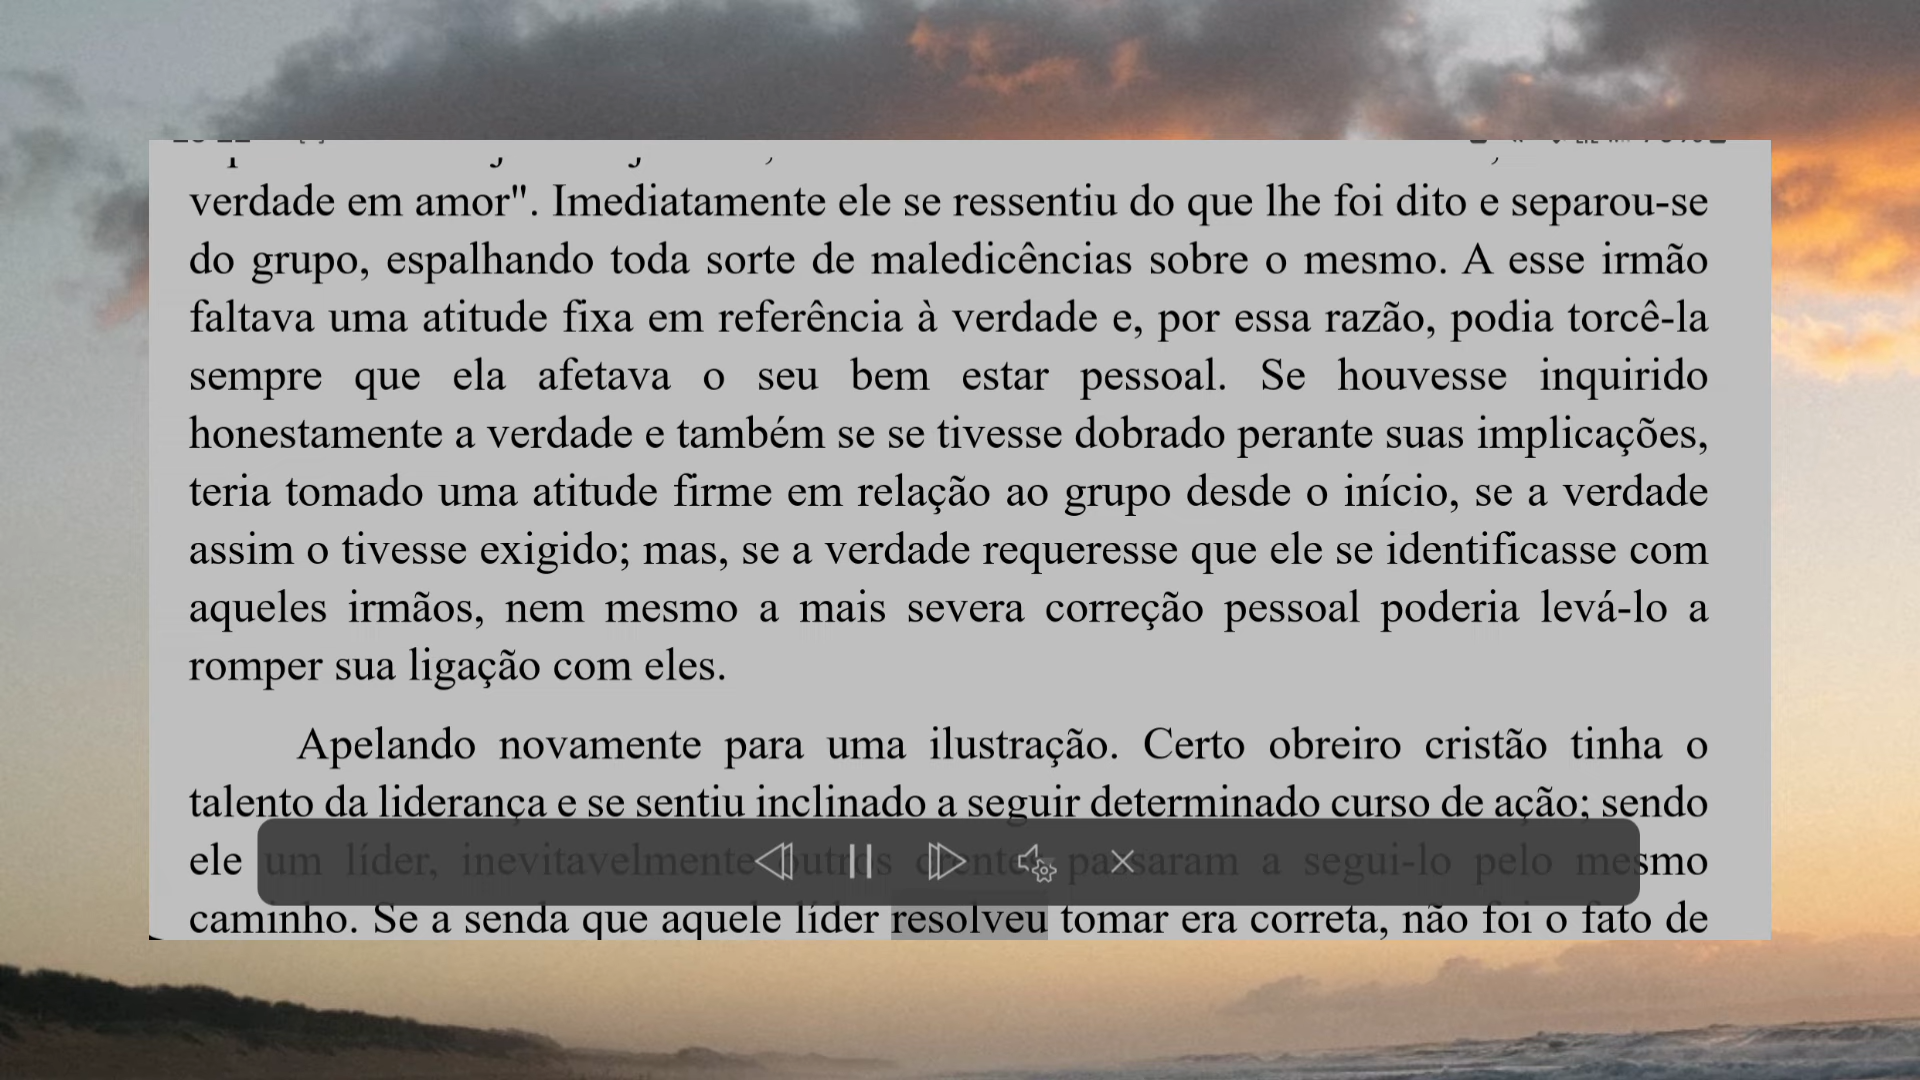 verdade em amor". Imediatamente ele se ressentiu do que lhe foi dito e separou-se
do grupo, espalhando toda sorte de maledicências sobre o mesmo. A esse irmão
faltava uma atitude fixa em referência à verdade e, por essa razão, podia torcê-la
sempre que ela afetava o seu bem estar pessoal. Se houvesse inquirido
honestamente a verdade e também se se tivesse dobrado perante suas implicações,
teria tomado uma atitude firme em relação ao grupo desde o início, se a verdade
assim o tivesse exigido; mas, se a verdade requeresse que ele se identificasse com
aqueles irmãos, nem mesmo a mais severa correção pessoal poderia levá-lo a
romper sua ligação com eles.
Apelando novamente para uma ilustração. Certo obreiro cristão tinha o
talento da liderança e se sentiu inclinado a seguir determinado curso de ação; sendo
ele um líder, inevitavelmente outros crentes passaram a segui-lo pelo mesmo
caminho. Se a senda que aquele líder resolveu tomar era correta, não foi o fato de